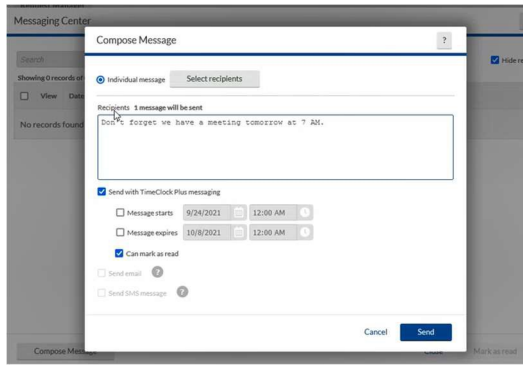 Request Manager
Messaging Center
Compose Message
?
Search
Hide re
Individual message
Select recipients
Showing 0 records of
View Date
Recipients 1 message will be sent
No records found
Don't forget we have a meeting tomorrow at 7 AM.
Send with TimeClock Plus messaging
Message starts 9/24/2021 12:00 AM
Message expires 10/8/2021 12:00 AM
Can mark as read
Send email ?
Send SMS message ?
Cancel Send
Compose Message
Close
Mark as read